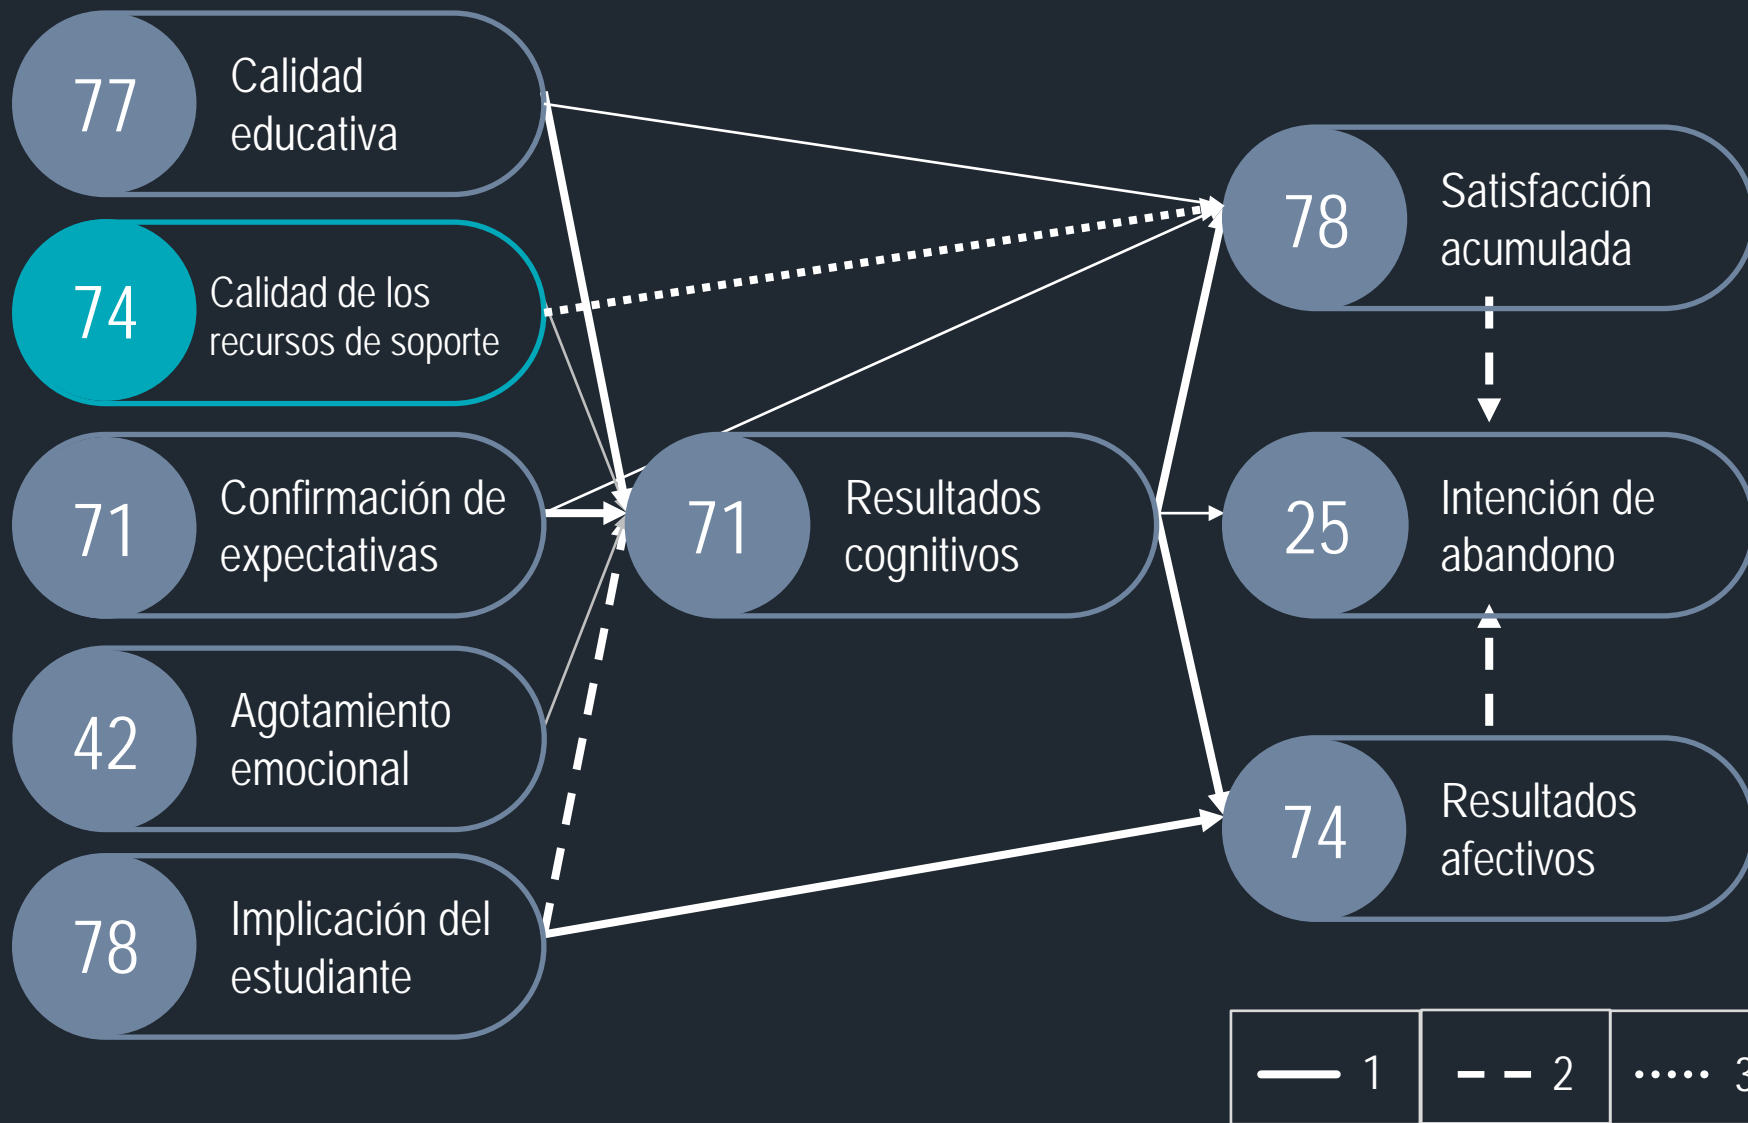 77
Calidad
educativa
74
Calidad de los
recursos de soporte
71
Confirmación de
expectativas
42
Agotamiento
emocional
78
Implicación del
estudiante
71
Resultados
cognitivos
78
Satisfacción
acumulada
25
Intención de
abandono
74
Resultados
afectivos
1
2
3